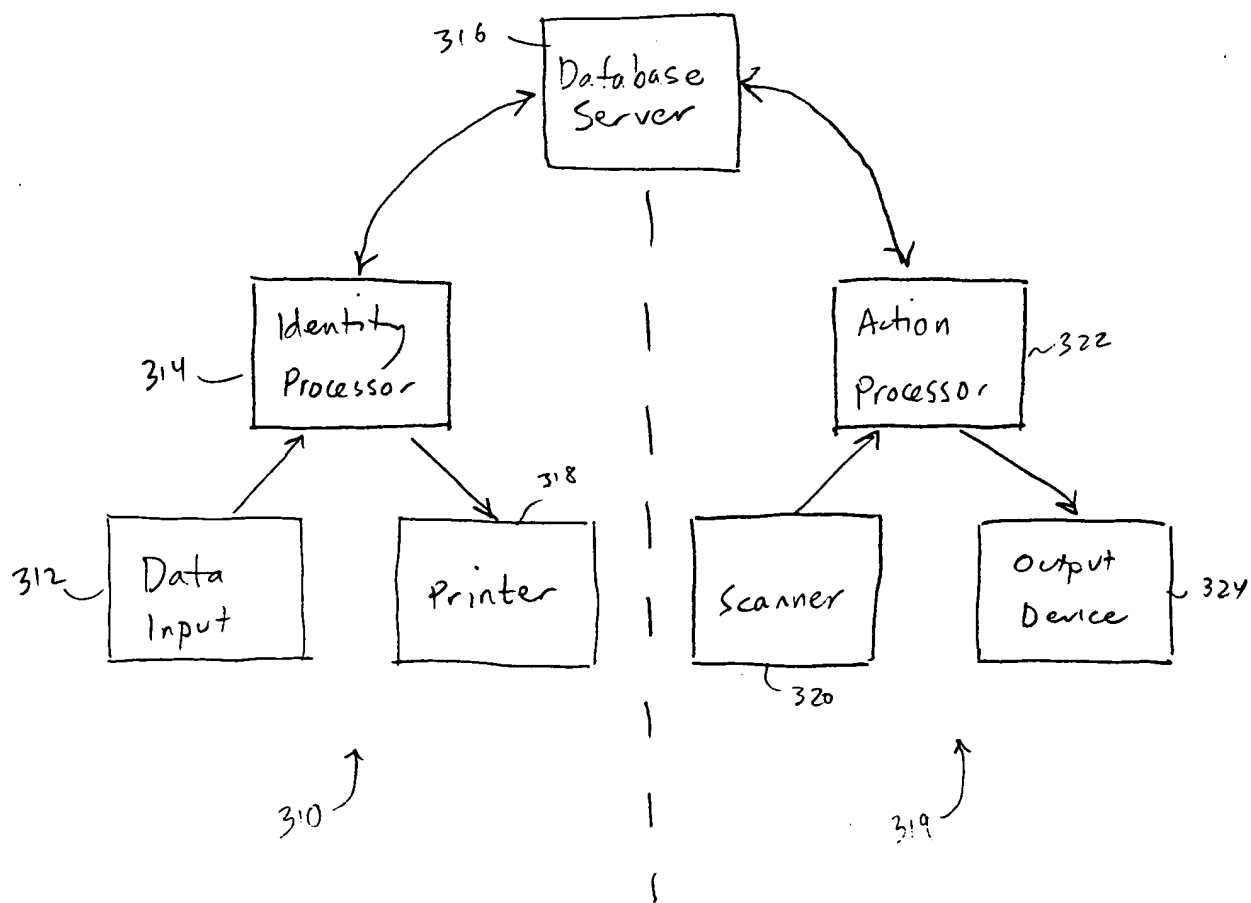 316
Database
Server
Identity
Processor
314
Action
Processor
322
318
312
Data
Input
Printer
Scanner
Output
Device
324
320
310
319